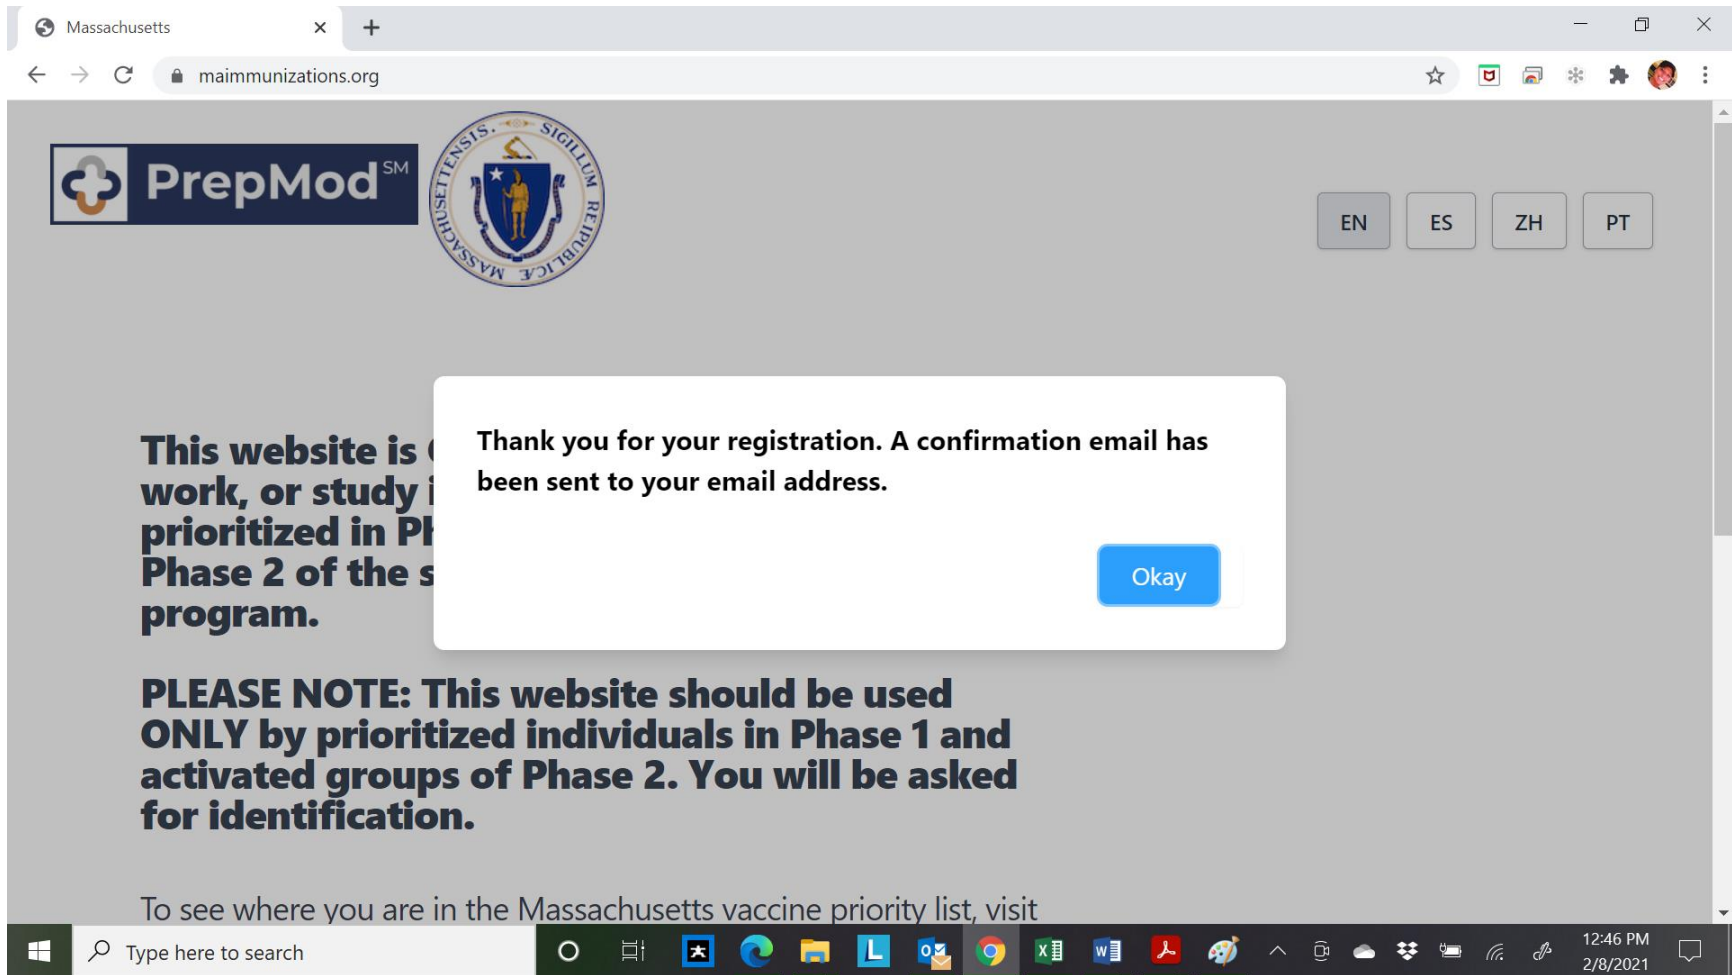 Massachusetts
maimmunizations.org
PrepMod SM
MASSACHUSETTENSIS. SIGILLUM REIPUBLICÆ
EN ES ZH PT
Thank you for your registration. A confirmation email has
been sent to your email address.
Okay
This website is
work, or study
prioritized in
Phase 2 of the
program.
PLEASE NOTE: This website should be used
ONLY by prioritized individuals in Phase 1 and
activated groups of Phase 2. You will be asked
for identification.
To see where you are in the Massachusetts vaccine priority list, visit
Type here to search
12:46 PM
2/8/2021